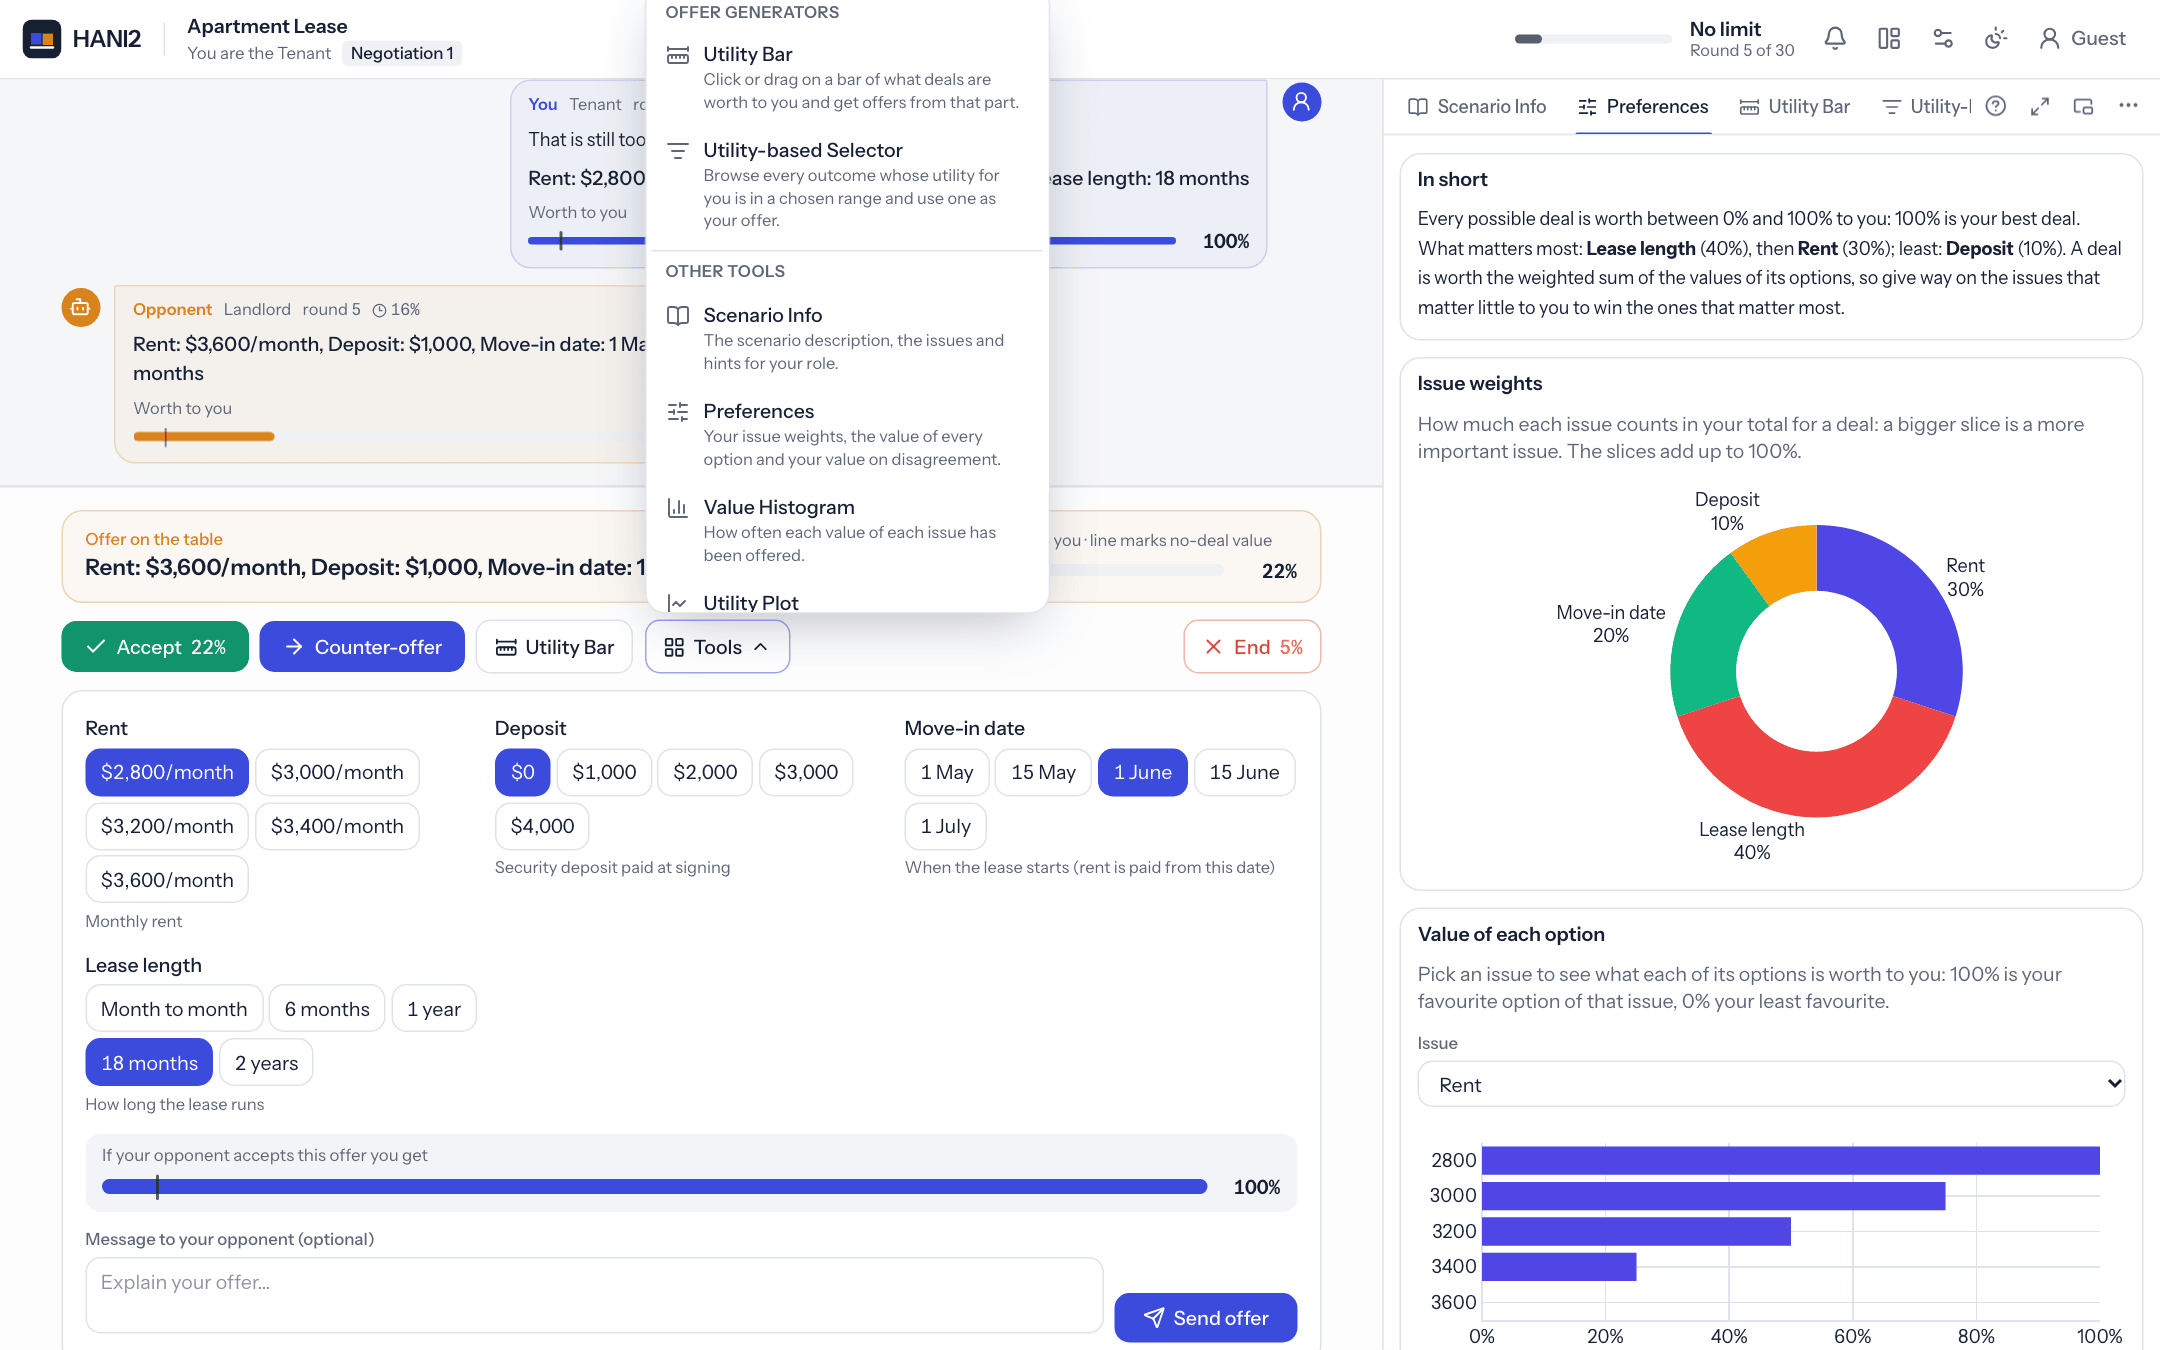 HANI2
Apartment Lease
You are the Tenant Negotiation 1
No limit
Round 5 of 30
Guest
You Tenant
That is still too
Rent: $2,800
ease length: 18 months
Worth to you
100%
Opponent Landlord round 5 16%
Rent: $3,600/month, Deposit: $1,000, Move-in date: 1 Ma
months
Worth to you
OFFER GENERATORS
Utility Bar
Click or drag on a bar of what deals are
worth to you and get offers from that part.
Utility-based Selector
Browse every outcome whose utility for
you is in a chosen range and use one as
your offer.
OTHER TOOLS
Scenario Info
The scenario description, the issues and
hints for your role.
Preferences
Your issue weights, the value of every
option and your value on disagreement.
Value Histogram
How often each value of each issue has
been offered.
Utility Plot
Offer on the table
Rent: $3,600/month, Deposit: $1,000, Move-in date: 1
you · line marks no-deal value
22%
Accept 22%
Counter-offer
Utility Bar
Tools
End 5%
Rent
$2,800/month
$3,000/month
$3,200/month
$3,400/month
$3,600/month
Monthly rent
Deposit
$0
$1,000
$2,000
$3,000
$4,000
Security deposit paid at signing
Move-in date
1 May
15 May
1 June
15 June
1 July
When the lease starts (rent is paid from this date)
Lease length
Month to month
6 months
1 year
18 months
2 years
How long the lease runs
If your opponent accepts this offer you get
100%
Message to your opponent (optional)
Explain your offer...
Send offer
Scenario Info
Preferences
Utility Bar
Utility-
In short
Every possible deal is worth between 0% and 100% to you: 100% is your best deal.
What matters most: Lease length (40%), then Rent (30%); least: Deposit (10%). A deal
is worth the weighted sum of the values of its options, so give way on the issues that
matter little to you to win the ones that matter most.
Issue weights
How much each issue counts in your total for a deal: a bigger slice is a more
important issue. The slices add up to 100%.
Deposit
10%
Rent
30%
Move-in date
20%
Lease length
40%
Value of each option
Pick an issue to see what each of its options is worth to you: 100% is your
favourite option of that issue, 0% your least favourite.
Issue
Rent
2800
3000
3200
3400
3600
0% 20% 40% 60% 80% 100%